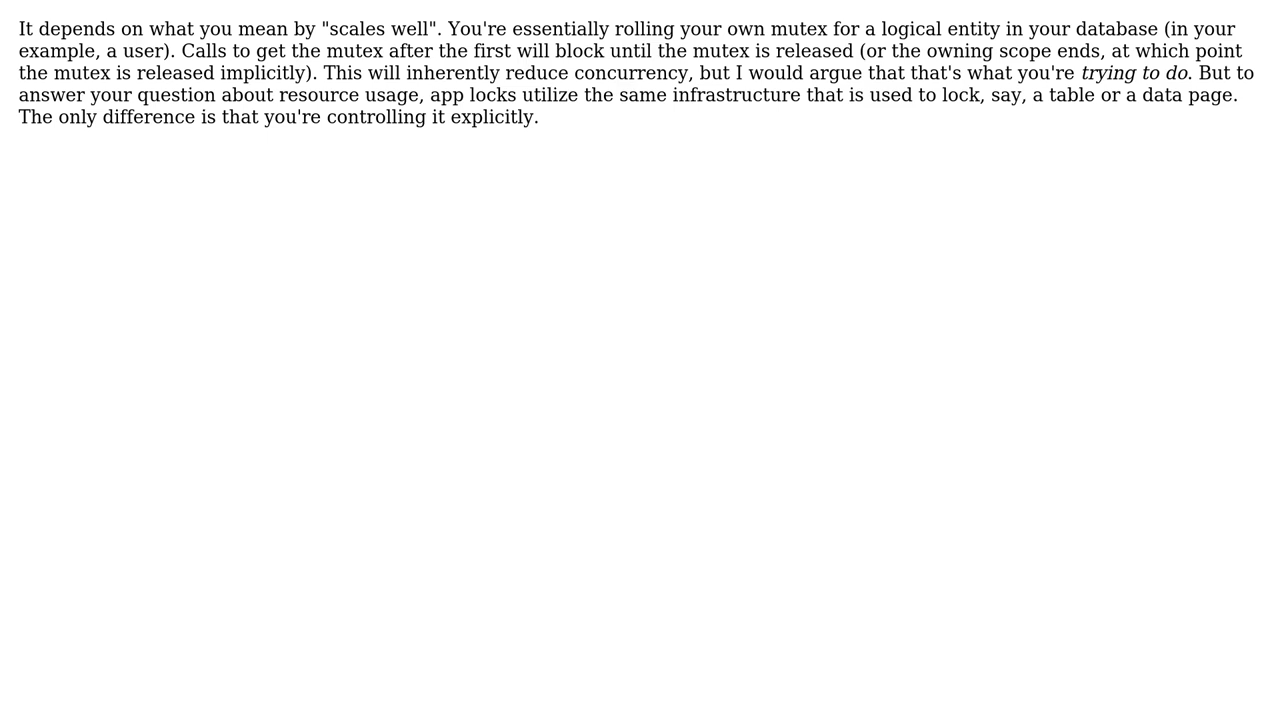 It depends on what you mean by "scales well". You're essentially rolling your own mutex for a logical entity in your database (in your
example, a user). Calls to get the mutex after the first will block until the mutex is released (or the owning scope ends, at which point
the mutex is released implicitly). This will inherently reduce concurrency, but I would argue that that's what you're trying to do. But to
answer your question about resource usage, app locks utilize the same infrastructure that is used to lock, say, a table or a data page.
The only difference is that you're controlling it explicitly.